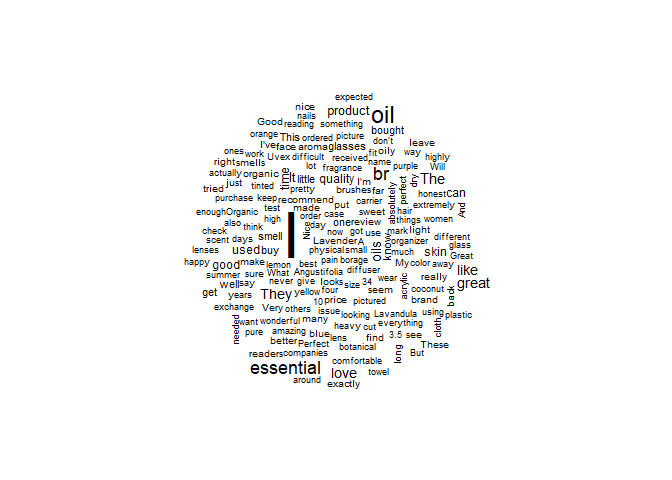 expected
nice
nails
product
oil
Good
reading
something
bought
orange
This
ordered
picture
don't
leave
I've
face
aroma
glasses
fit
oily
way
ones
work
Uvex
difficult
received
name
highly
right
smells
lot
fragrance
br
purple
Will
actually
organic
time
It
little
quality
I'm
dry
The
tried
just
tinted
pretty
brushes
far
absolutely
perfect
honest
can
purchase
keep
recommend
put
carrier
extremely
enough
Organic
test
made
sweet
hair
And
also
high
I
order
case
one
review
things
women
check
think
Nice
day
now
got
use
mark
light
scent
days
smell
Lavender
A
oils
know
organizer
different
lenses
used
buy
physical
small
much
skin
glass
Great
happy
good
make
lemon
best
pain
borage
My
color
away
summer
sure
What
Angustifolia
diffuser
really
like
well
say
never
give
looks
size
34
wear
acrylic
coconut
great
get
years
They
yellow
four
seem
back
exchange
Very
others
10
price
pictured
brand
needed
want
wonderful
many
issue
looking
Lavandula
using
plastic
pure
amazing
blue
heavy
cut
everything
cloth
better
Perfect
lens
find
3.5
see
readers
companies
botanical
long
These
But
essential
comfortable
love
towel
around
exactly